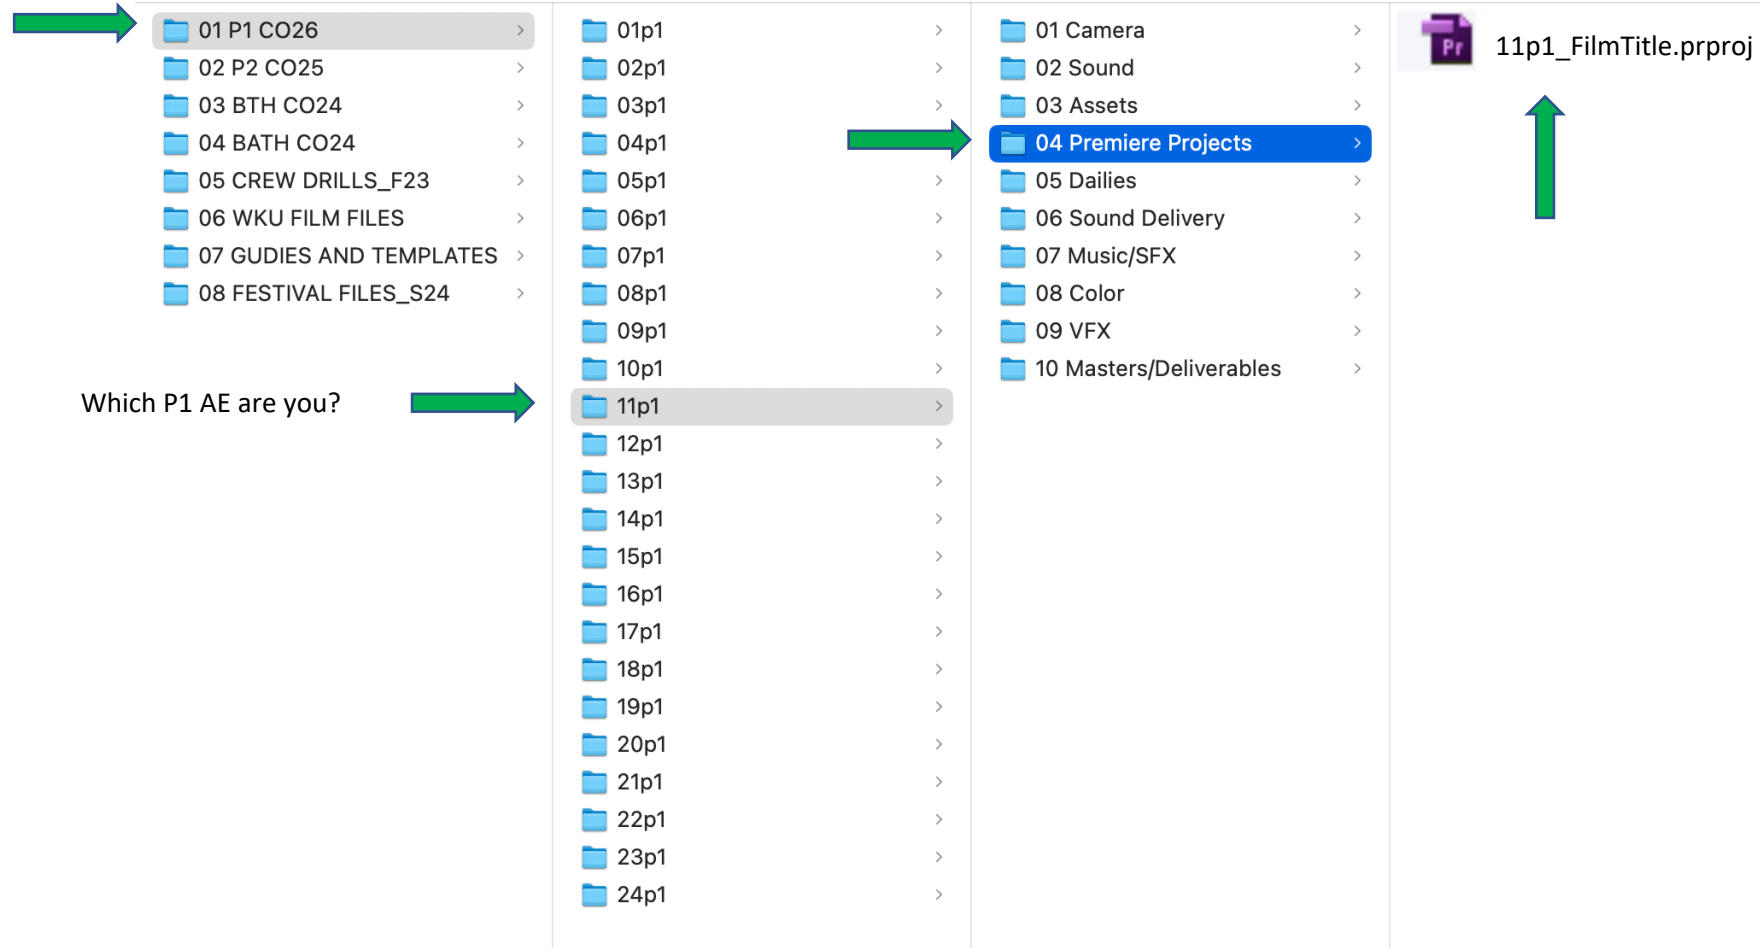 01 P1 CO26
02 P2 CO25
03 BTH CO24
04 BATH CO24
05 CREW DRILLS_F23
06 WKU FILM FILES
07 GUDIES AND TEMPLATES
08 FESTIVAL FILES_S24
Which P1 AE are you?
01p1
02p1
03p1
04p1
05p1
06p1
07p1
08p1
09p1
10p1
11p1
12p1
13p1
14p1
15p1
16p1
17p1
18p1
19p1
20p1
21p1
22p1
23p1
24p1
01 Camera
02 Sound
03 Assets
04 Premiere Projects
05 Dailies
06 Sound Delivery
07 Music/SFX
08 Color
09 VFX
10 Masters/Deliverables
Pr
11p1_FilmTitle.prproj